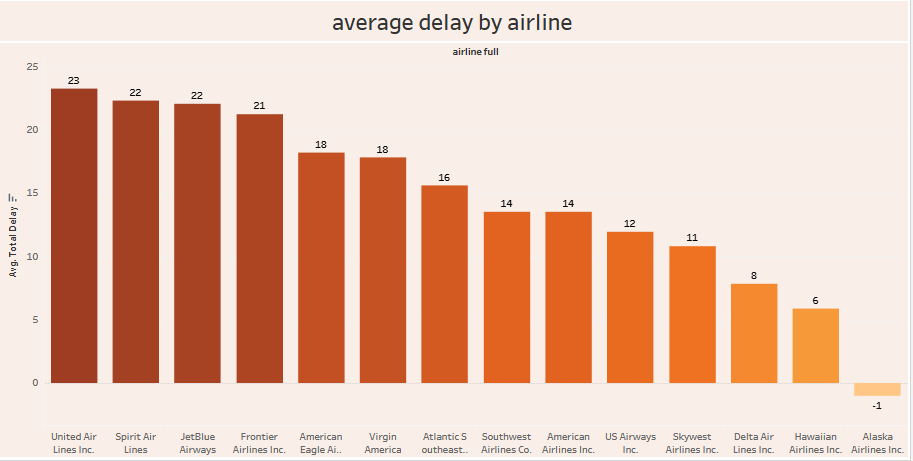 average delay by airline
airline full
25
20
15
10
5
0
Avg. Total Delay
23
22
22
21
18
18
16
14
14
12
11
8
6
-1
United Air
Lines Inc.
Spirit Air
Lines
JetBlue
Airways
Frontier
Airlines Inc.
American
Eagle Ai..
Virgin
America
Atlantic S
outheast..
Southwest
Airlines Co.
American
Airlines Inc.
US Airways
Inc.
Skywest
Airlines Inc.
Delta Air
Lines Inc.
Hawaiian
Airlines Inc.
Alaska
Airlines Inc.